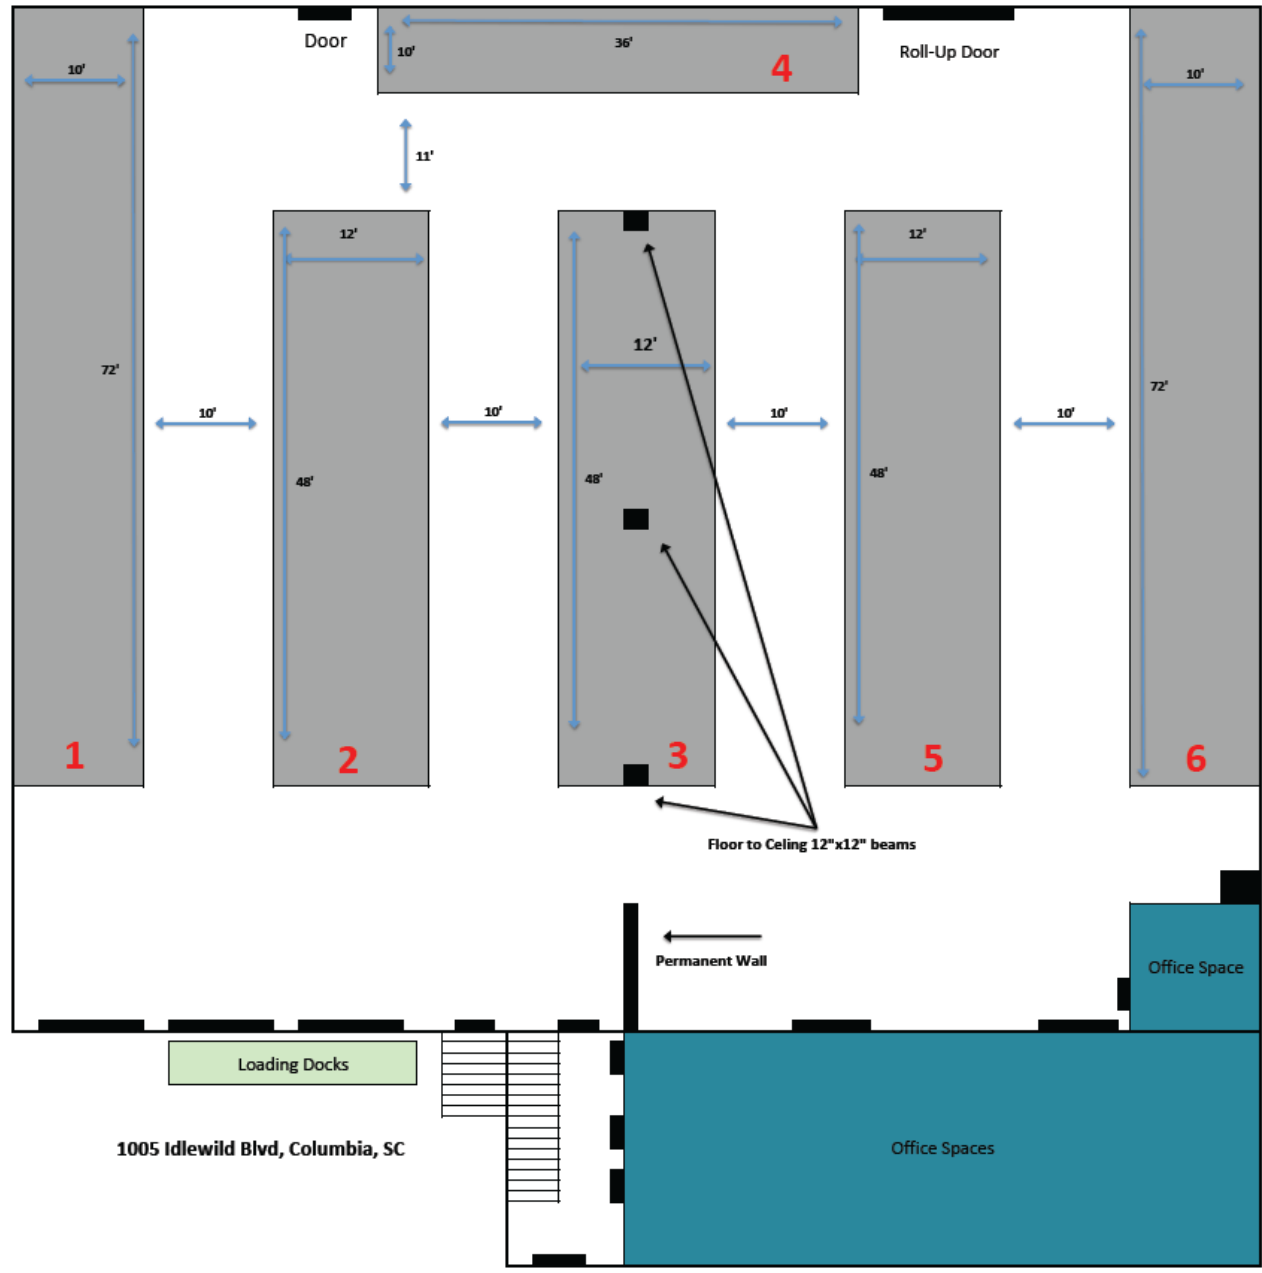 Door
36'
10'
4
Roll-Up Door
10'
10'
11'
12'
12'
12'
72'
72'
10'
10'
10'
10'
48'
48'
48'
1
2
3
5
6
Floor to Celing 12"x12" beams
Permanent Wall
Office Space
Loading Docks
1005 Idlewild Blvd, Columbia, SC
Office Spaces